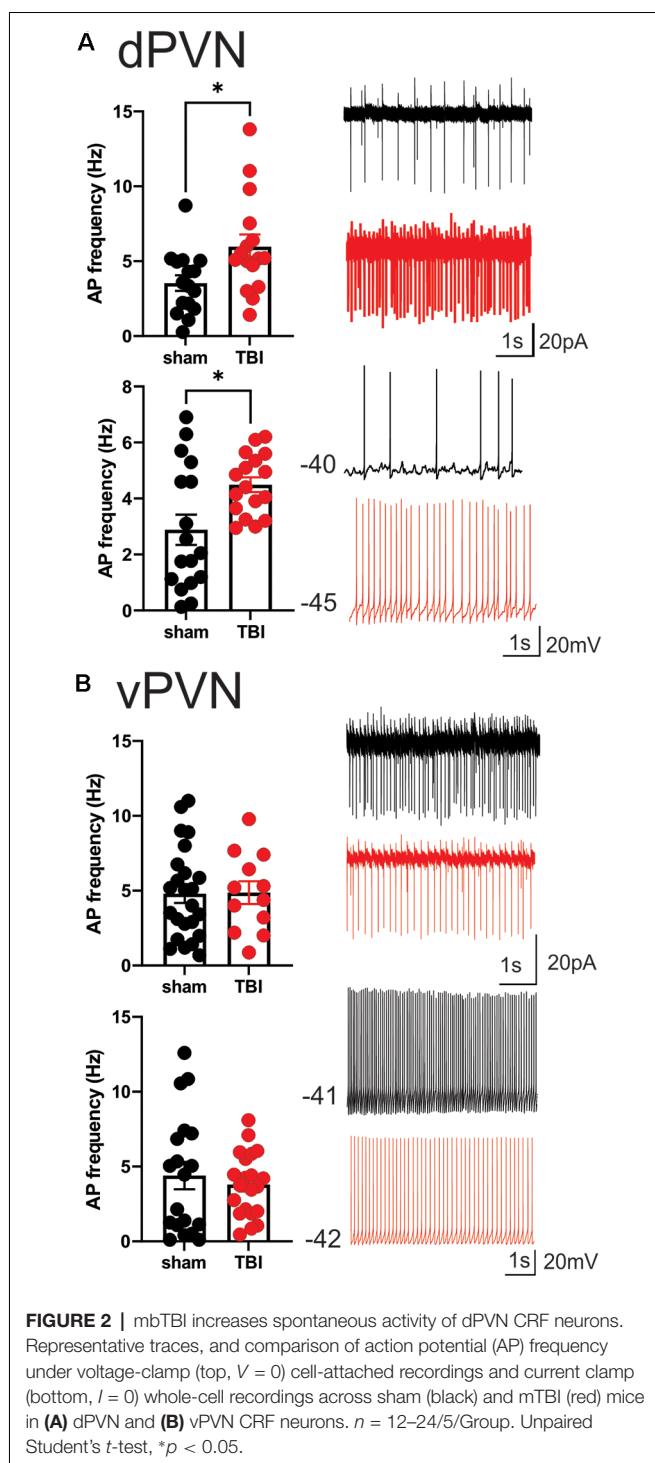 A dPVN
*
15
10
5
0
AP frequency (Hz)
sham TBI
1s 20pA
*
8
6
4
2
0
AP frequency (Hz)
sham TBI
-40
-45
1s 20mV
B vPVN
15
10
5
0
AP frequency (Hz)
sham TBI
1s 20pA
15
10
5
0
AP frequency (Hz)
sham TBI
-41
-42
1s 20mV
FIGURE 2 | mbTBI increases spontaneous activity of dPVN CRF neurons.
Representative traces, and comparison of action potential (AP) frequency
under voltage-clamp (top, V = 0) cell-attached recordings and current clamp
(bottom, I = 0) whole-cell recordings across sham (black) and mTBI (red) mice
in (A) dPVN and (B) vPVN CRF neurons. n = 12–24/5/Group. Unpaired
Student's t-test, *p < 0.05.